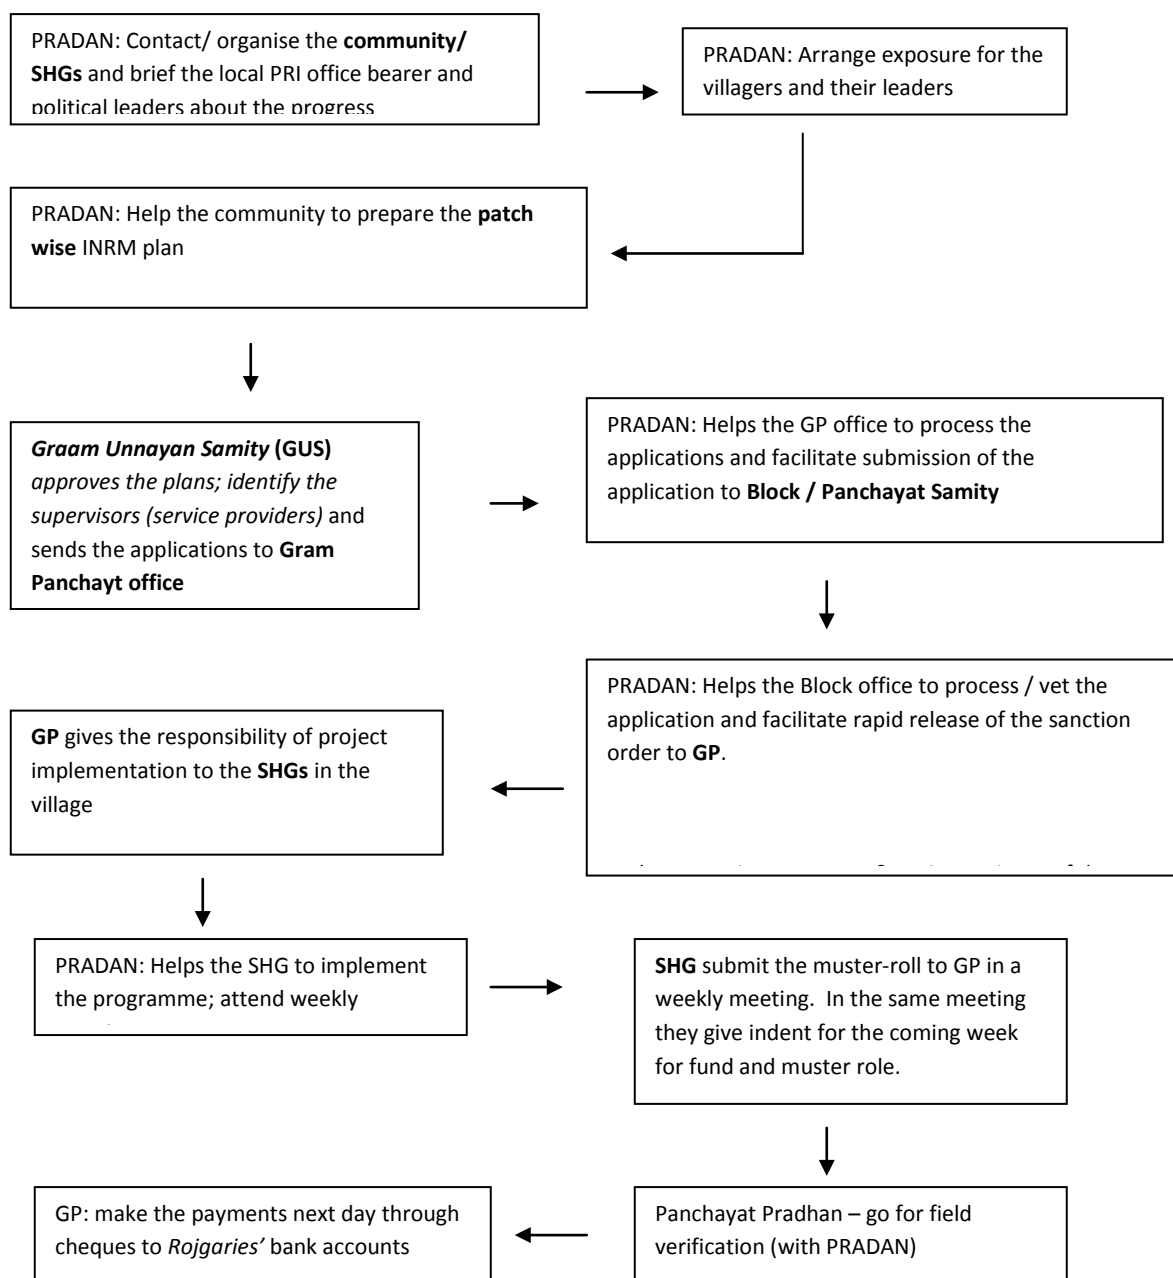 PRADAN: Contact/ organise the community/
SHGs and brief the local PRI office bearer and
political leaders about the progress
PRADAN: Arrange exposure for the
villagers and their leaders
PRADAN: Help the community to prepare the patch
wise INRM plan
Graam Unnayan Samity (GUS)
approves the plans; identify the
supervisors (service providers) and
sends the applications to Gram
Panchayt office
PRADAN: Helps the GP office to process the
applications and facilitate submission of the
application to Block / Panchayat Samity
PRADAN: Helps the Block office to process / vet the
application and facilitate rapid release of the sanction
order to GP.
GP gives the responsibility of project
implementation to the SHGs in the
village
PRADAN: Helps the SHG to implement
the programme; attend weekly
SHG submit the muster-roll to GP in a
weekly meeting.  In the same meeting
they give indent for the coming week
for fund and muster role.
Panchayat Pradhan – go for field
verification (with PRADAN)
GP: make the payments next day through
cheques to Rojgaries’ bank accounts